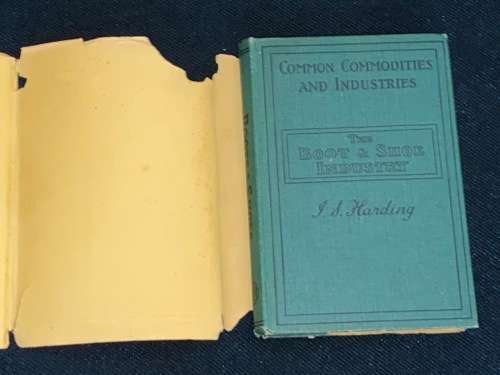 Common Commodities
and Industries
The
Boot & Shoe
Industry
J. S. Harding